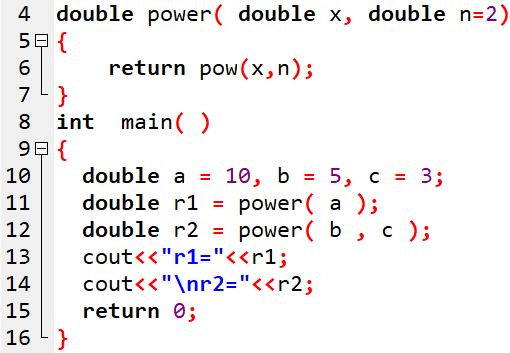 4 double power( double x, double n=2)
5 {
6 return pow(x,n);
7 }
8 int main( )
9 {
10 double a = 10, b = 5, c = 3;
11 double r1 = power( a );
12 double r2 = power( b , c );
13 cout<<"r1="<<r1;
14 cout<<"\nr2="<<r2;
15 return 0;
16 }